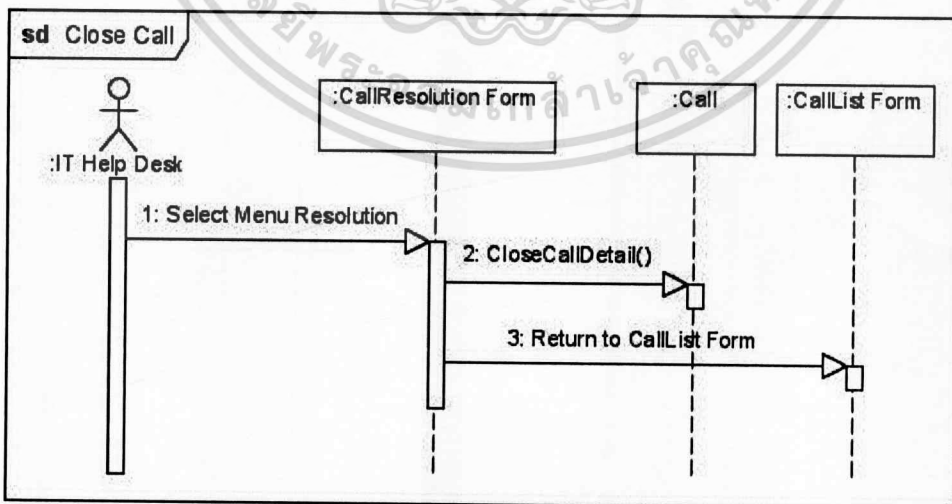 sd Close Call
:CallResolution Form
:Call
:CallList Form
:IT Help Desk
1: Select Menu Resolution
2: CloseCallDetail()
3: Return to CallList Form